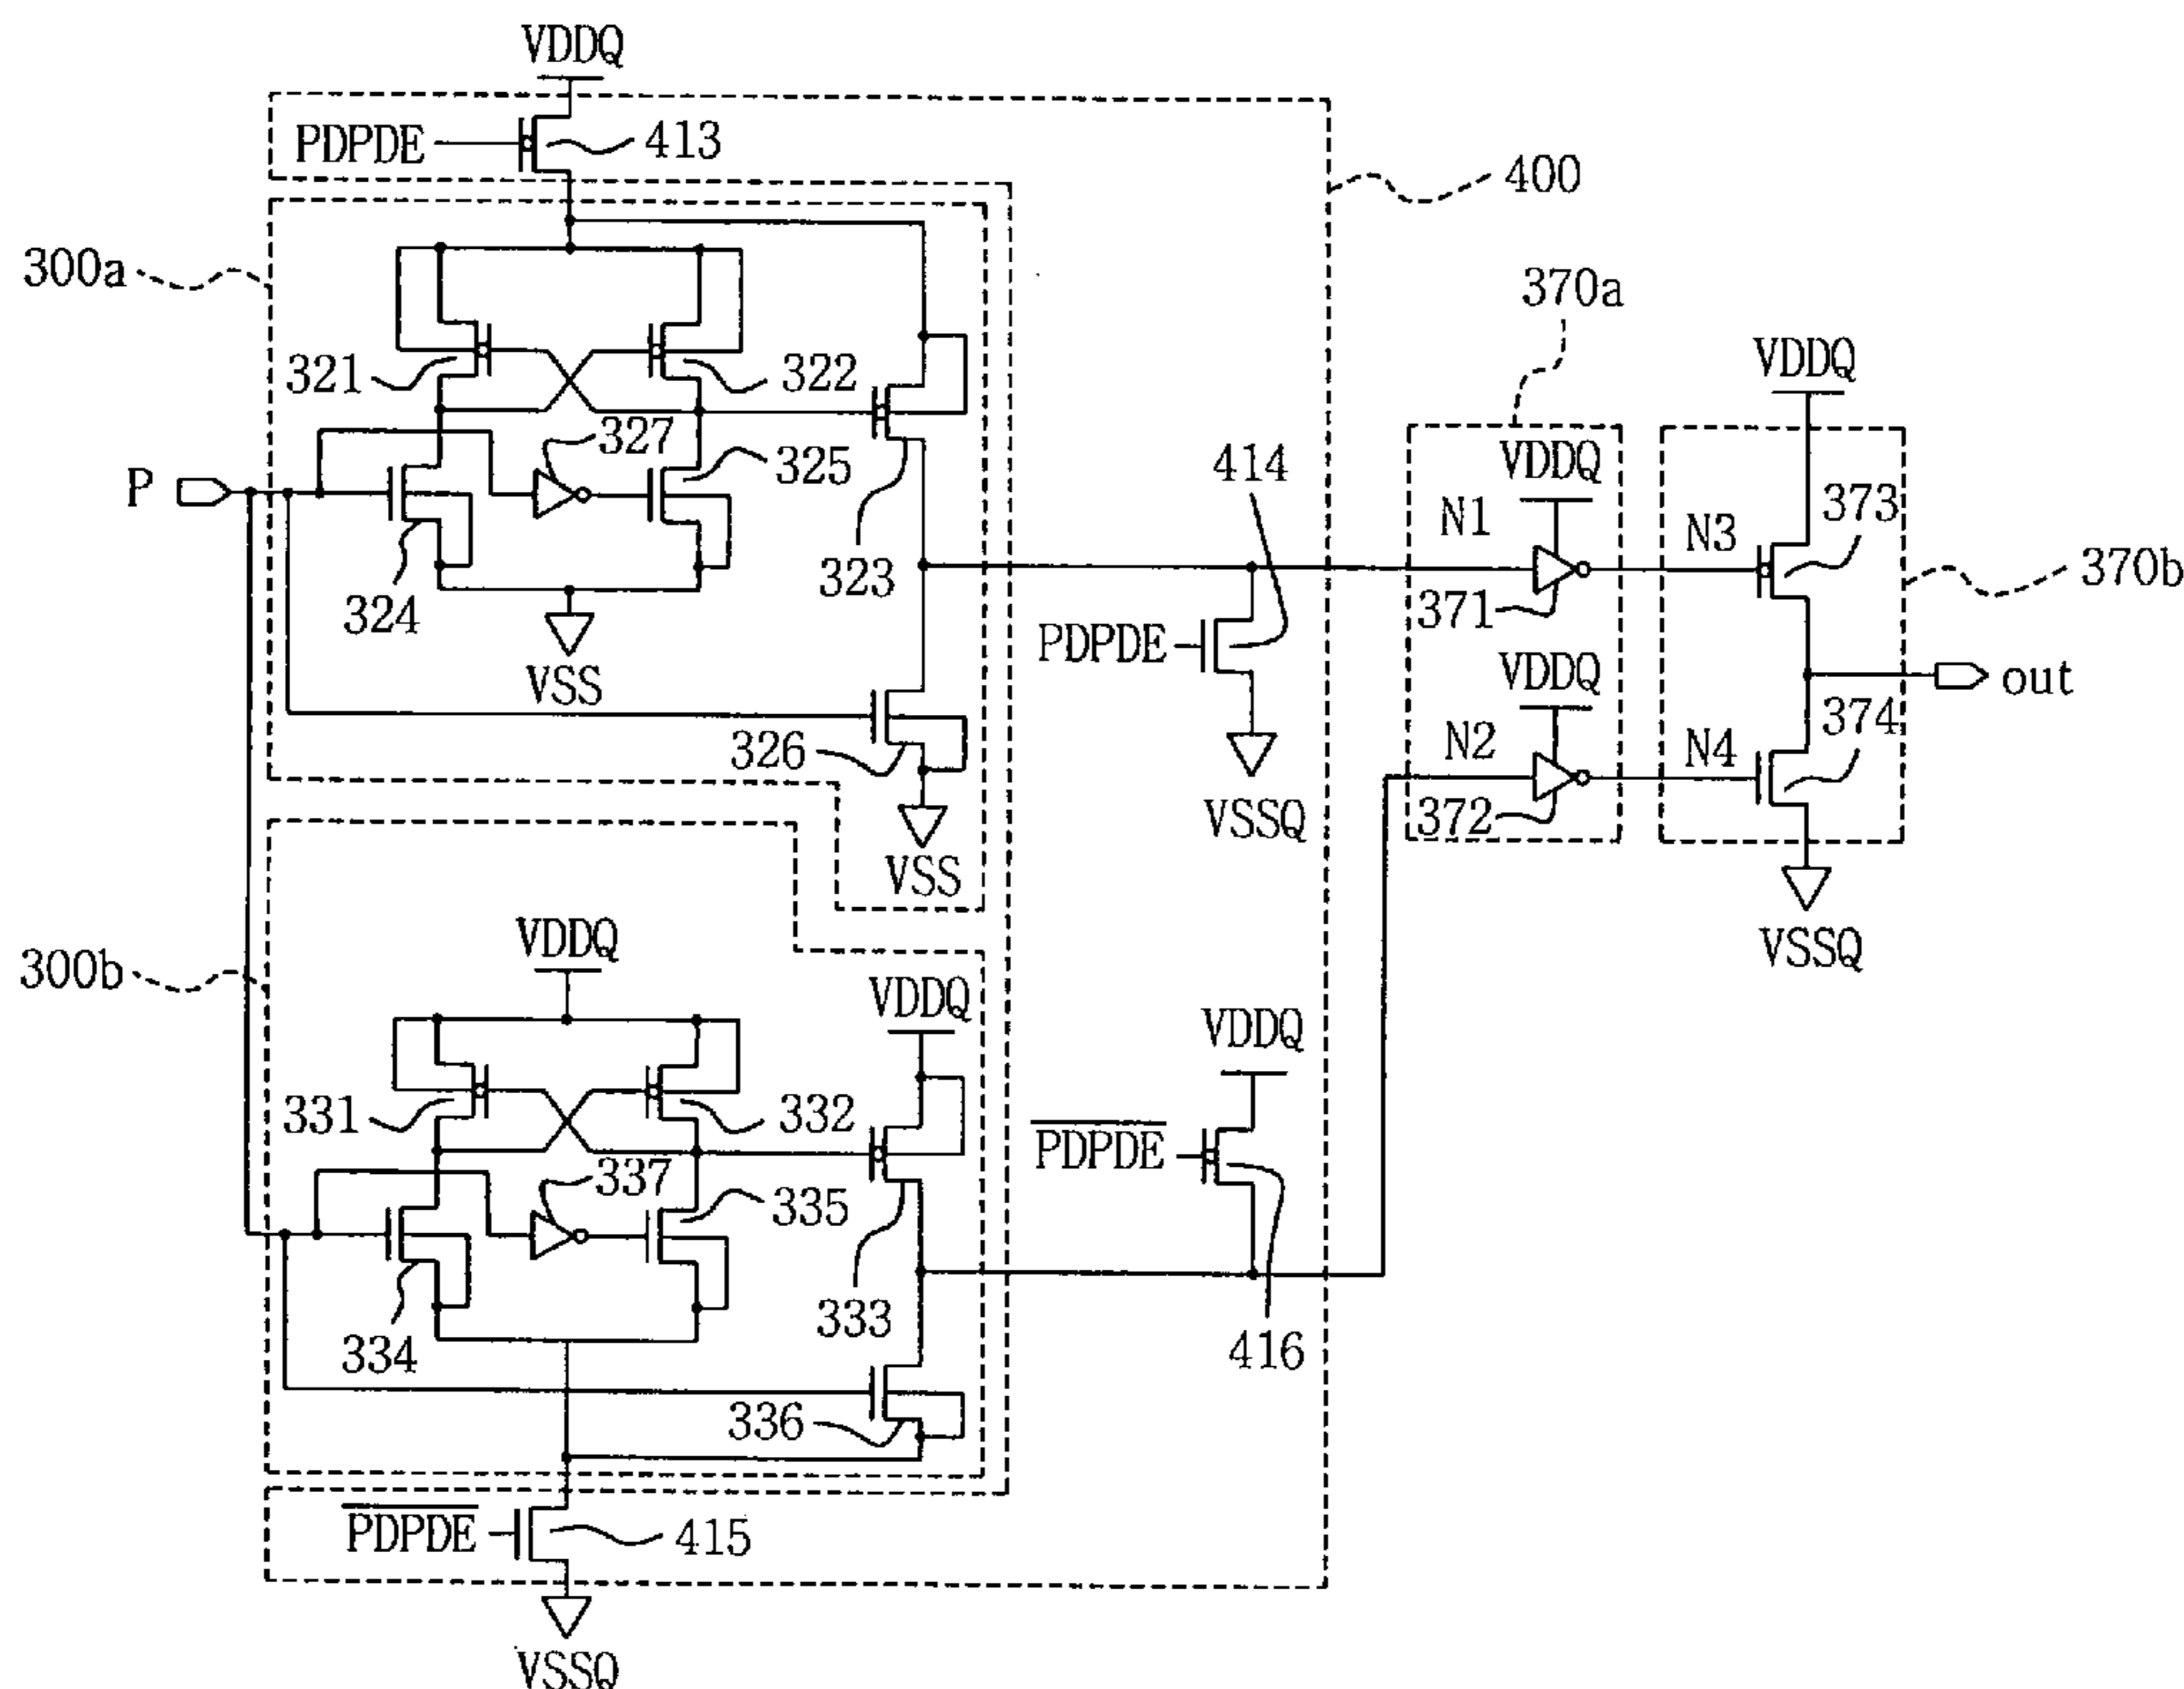 VDDQ
PDPDE
413
400
300a
370a
321
322
VDDQ
327
325
414
VDDQ
P
N1
N3
373
323
371
370b
324
PDPDE
VDDQ
out
VSS
374
326
N2
N4
372
VSSQ
VSS
VDDQ
VSSQ
300b
VDDQ
VDDQ
331
332
PDPDE
337
335
333
334
416
336
PDPDE
415
VSSQ